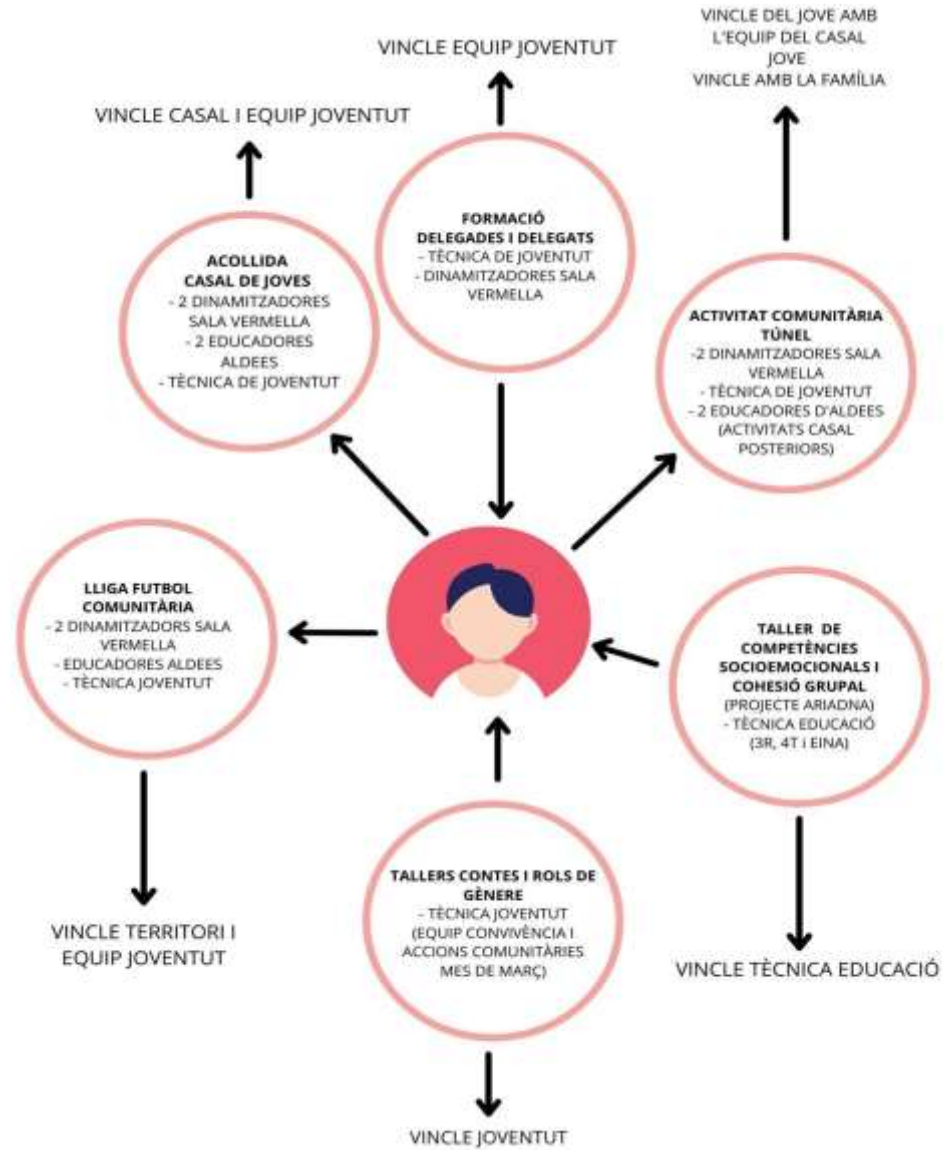 VINCLE DEL JOVE AMB
L'EQUIP DEL CASAL
JOVE
VINCLE AMB LA FAMÍLIA
VINCLE EQUIP JOVENTUT
VINCLE CASAL I EQUIP JOVENTUT
FORMACIÓ
DELEGADES I DELEGATS
- TÈCNICA DE JOVENTUT
- DINAMITZADORES SALA
VERMELLA
ACOLLIDA
CASAL DE JOVES
- 2 DINAMITZADORES
SALA VERMELLA
- 2 EDUCADORES
ALDEES
- TÈCNICA DE JOVENTUT
ACTIVITAT COMUNITÀRIA
TÚNEL
-2 DINAMITZADORES SALA
VERMELLA
- TÈCNICA DE JOVENTUT
- 2 EDUCADORES D'ALDEES
(ACTIVITATS CASAL
POSTERIORS)
LLIGA FUTBOL
COMUNITÀRIA
- 2 DINAMITZADORS SALA
VERMELLA
- EDUCADORES ALDEES
- TÈCNICA JOVENTUT
TALLER DE
COMPETÈNCIES
SOCIOEMOCIONALS I
COHESIÓ GRUPAL
(PROJECTE ARIADNA)
- TÈCNICA EDUCACIÓ
(3R, 4T i EINA)
TALLERS CONTES I ROLS DE
GÈNERE
- TÈCNICA JOVENTUT
(EQUIP CONVIVÈNCIA I
ACCIONS COMUNITÀRIES
MES DE MARÇ)
VINCLE TERRITORI I
EQUIP JOVENTUT
VINCLE TÈCNICA EDUCACIÓ
VINCLE JOVENTUT